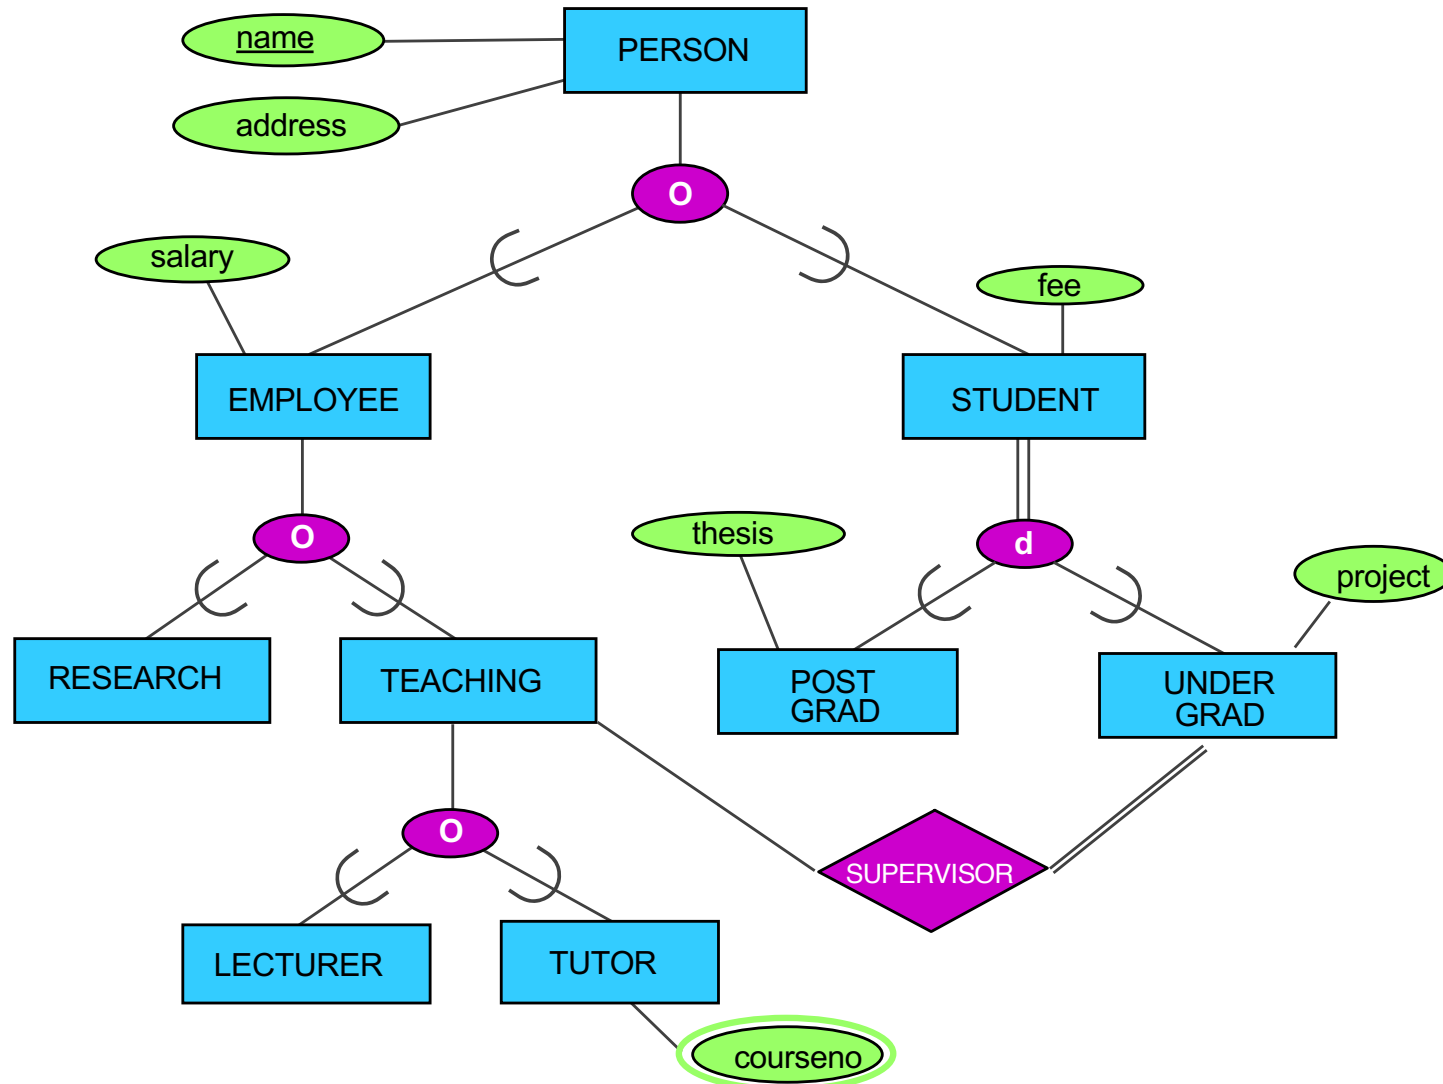 name
PERSON
address
O
salary
fee
EMPLOYEE
STUDENT
O
thesis
d
project
RESEARCH
TEACHING
POST
GRAD
UNDER
GRAD
O
SUPERVISOR
LECTURER
TUTOR
courseno